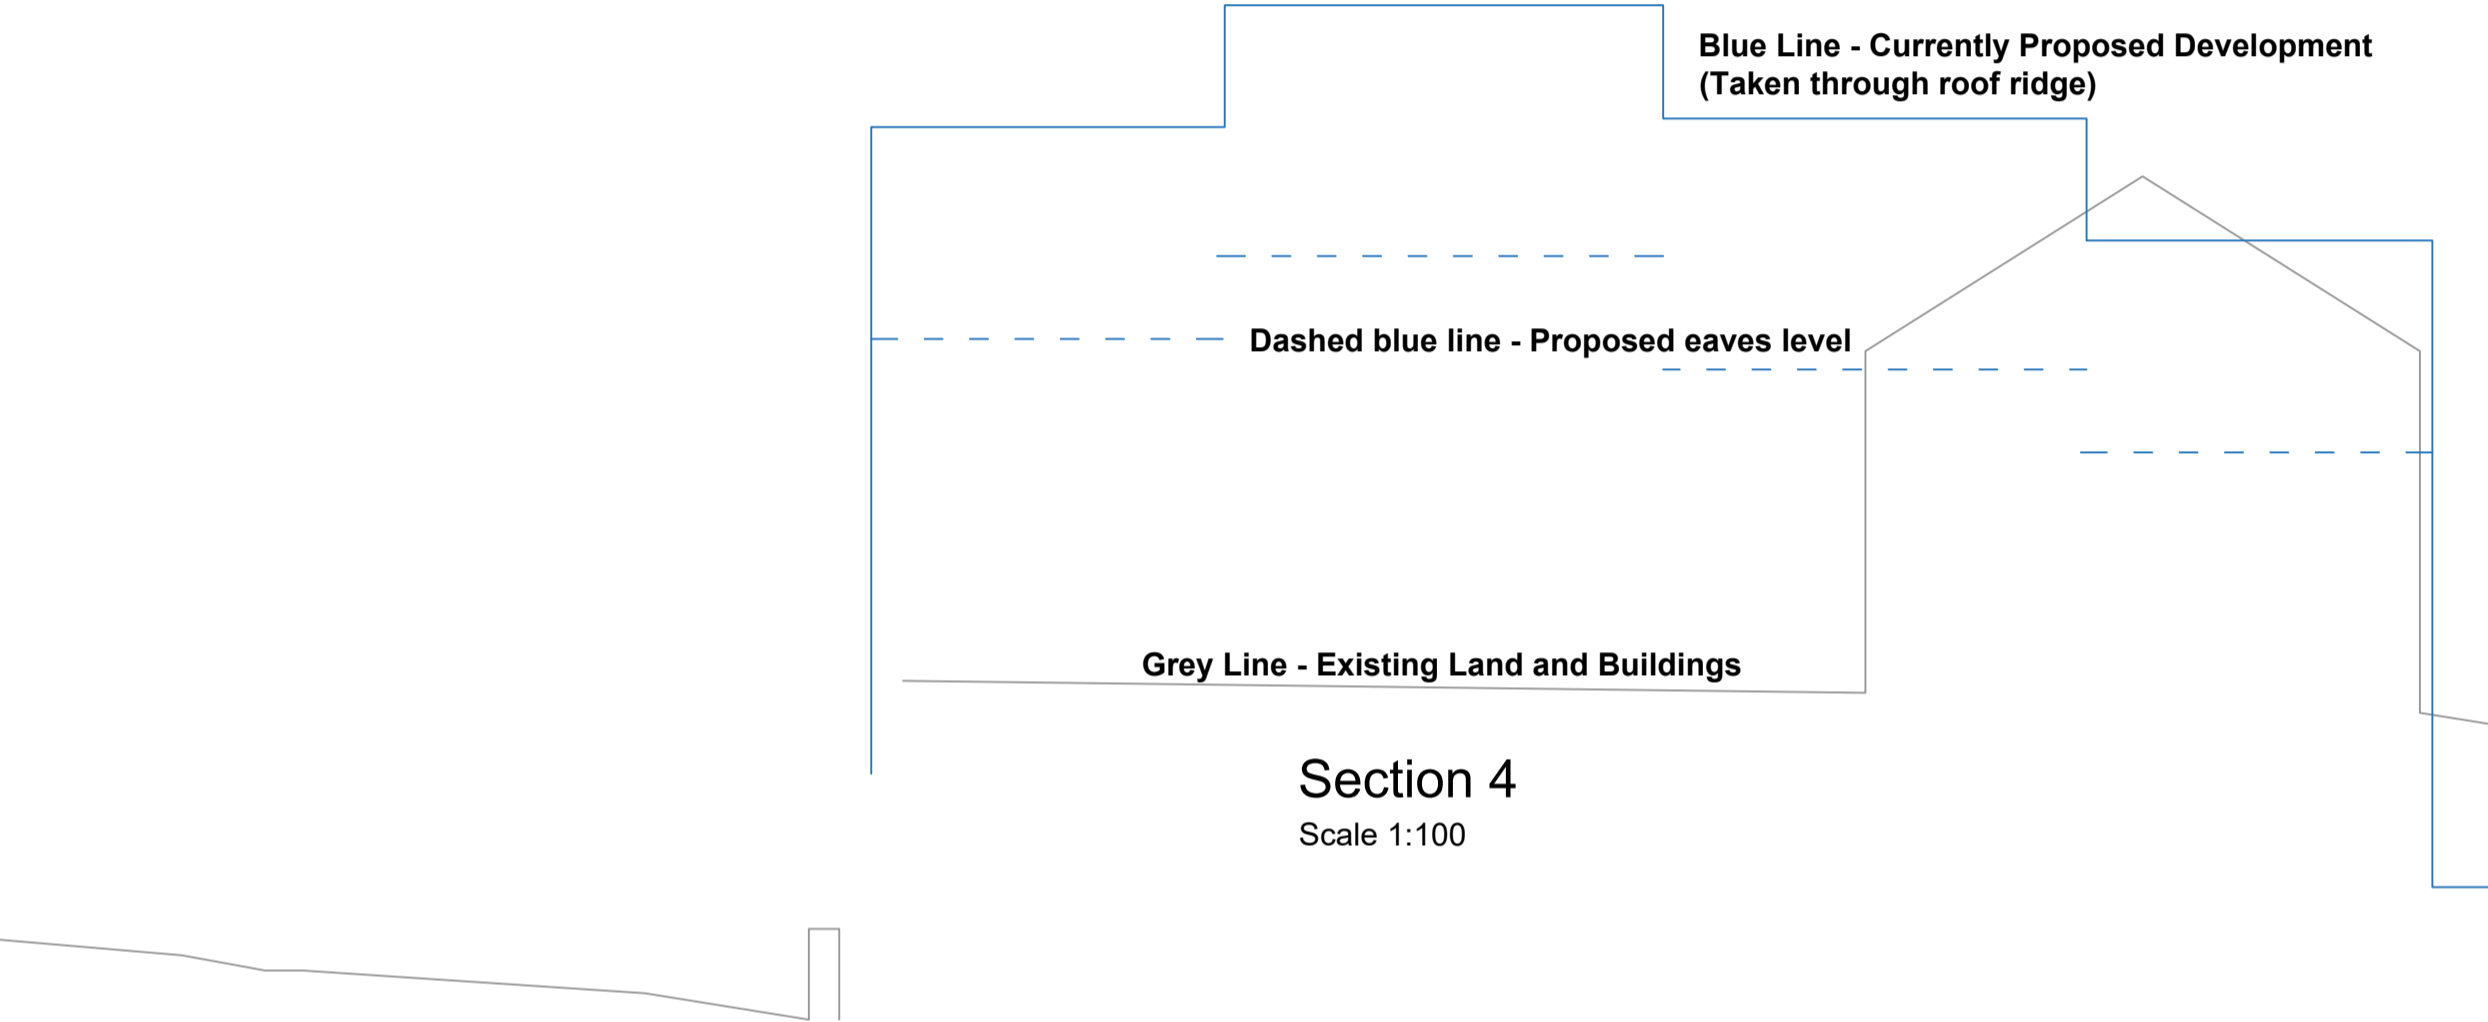 Blue Line - Currently Proposed Development
(Taken through roof ridge)
Dashed blue line - Proposed eaves level
Grey Line - Existing Land and Buildings
Section 4
Scale 1:100